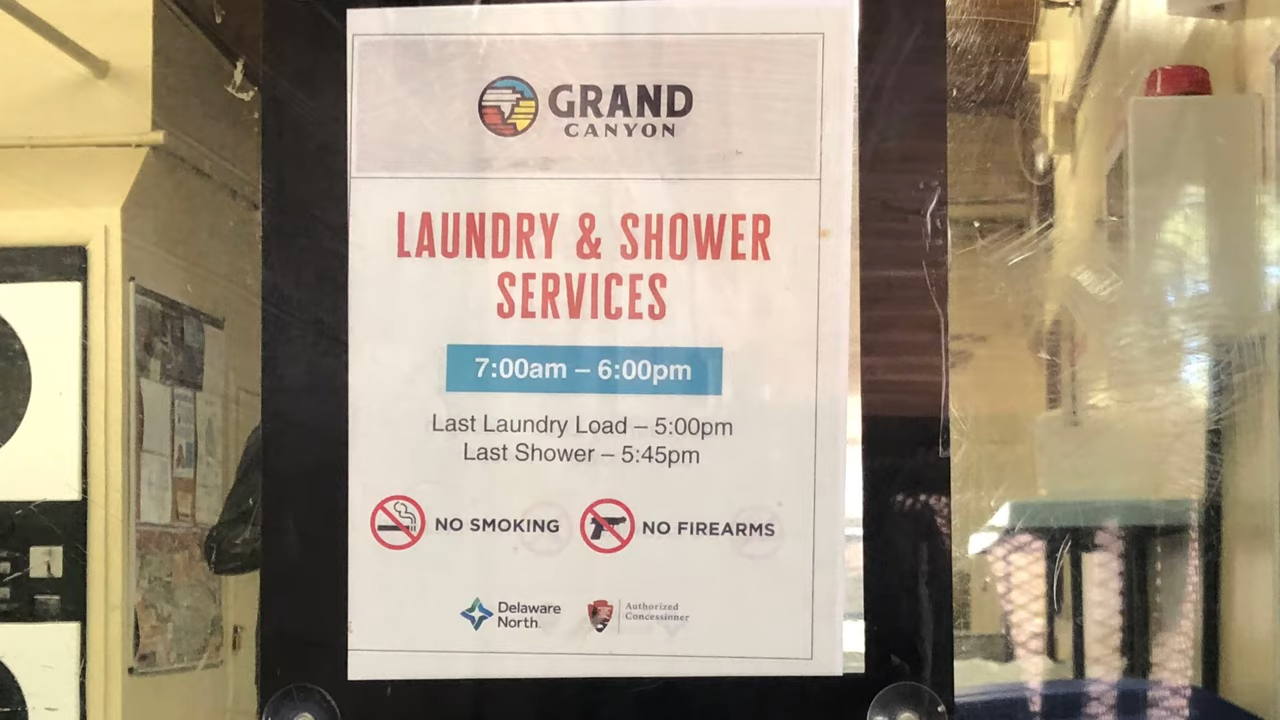 GRAND
CANYON
LAUNDRY & SHOWER
SERVICES
7:00am – 6:00pm
Last Laundry Load – 5:00pm
Last Shower – 5:45pm
NO SMOKING NO FIREARMS
Delaware
North
Authorized
Concessioner